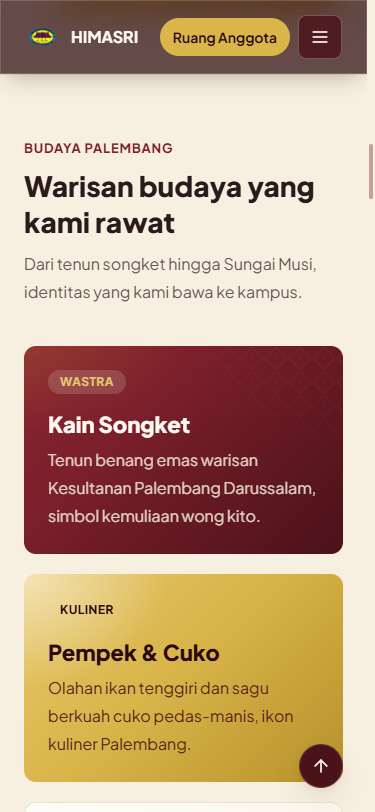 HIMASRI
Ruang Anggota
BUDAYA PALEMBANG
Warisan budaya yang
kami rawat
Dari tenun songket hingga Sungai Musi,
identitas yang kami bawa ke kampus.
WASTRA
Kain Songket
Tenun benang emas warisan
Kesultanan Palembang Darussalam,
simbol kemuliaan wong kito.
KULINER
Pempek & Cuko
Olahan ikan tenggiri dan sagu
berkuah cuko pedas-manis, ikon
kuliner Palembang.